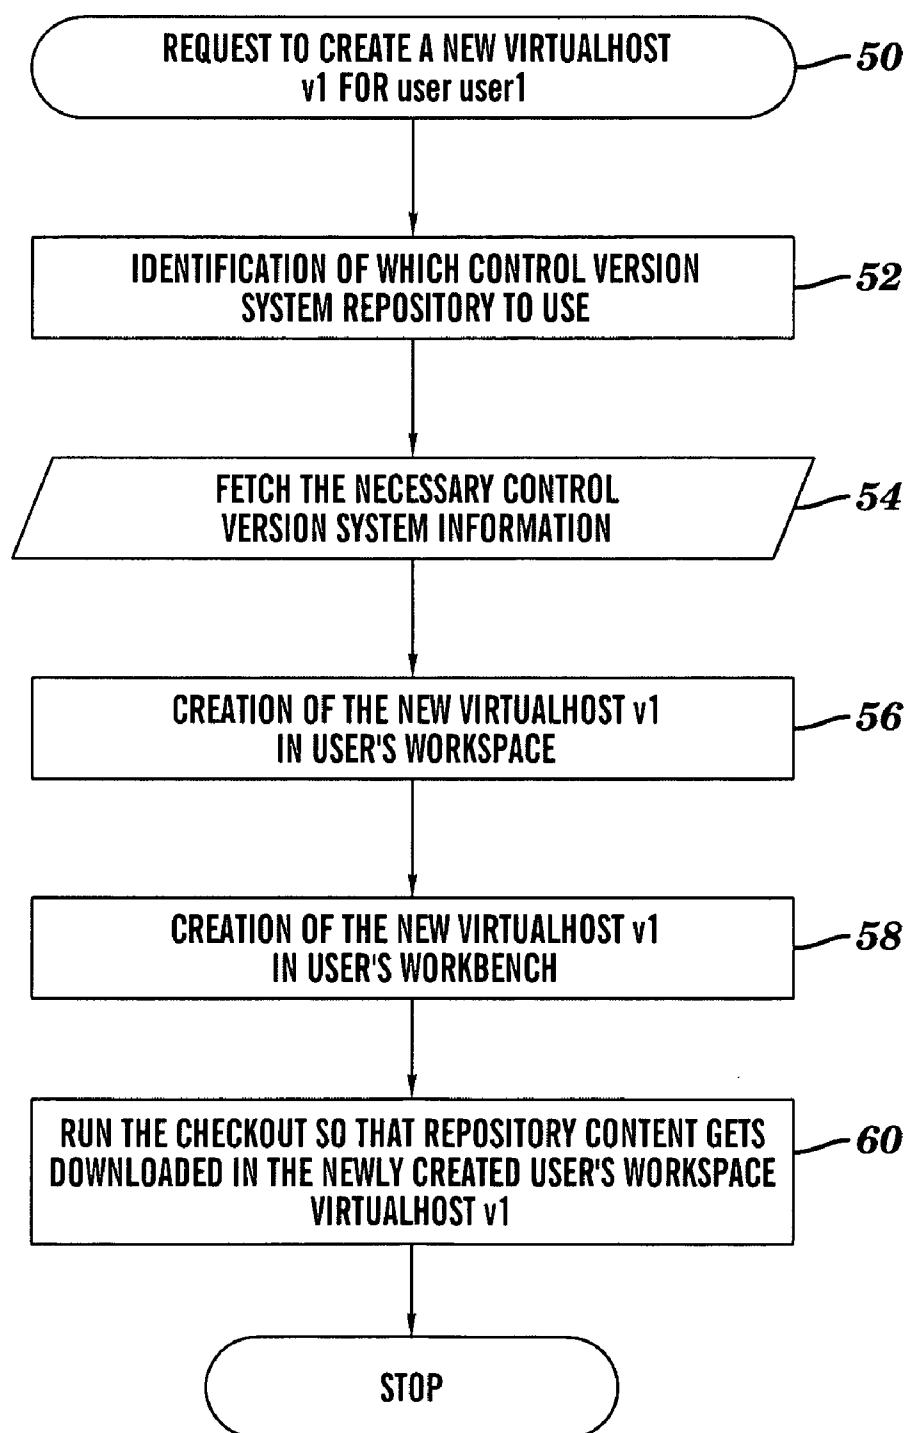 REQUEST TO CREATE A NEW VIRTUALHOST
v1 FOR user user1
50
IDENTIFICATION OF WHICH CONTROL VERSION
SYSTEM REPOSITORY TO USE
52
FETCH THE NECESSARY CONTROL
VERSION SYSTEM INFORMATION
54
CREATION OF THE NEW VIRTUALHOST v1
IN USER'S WORKSPACE
56
CREATION OF THE NEW VIRTUALHOST v1
IN USER'S WORKBENCH
58
RUN THE CHECKOUT SO THAT REPOSITORY CONTENT GETS
DOWNLOADED IN THE NEWLY CREATED USER'S WORKSPACE
VIRTUALHOST v1
60
STOP